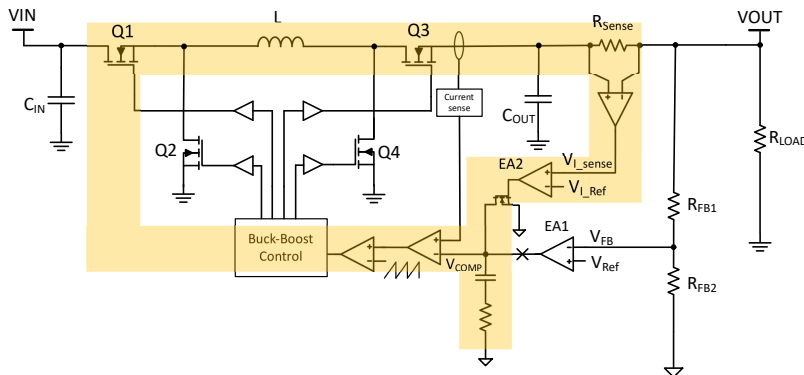 VIN
Q1
L
Q3
RSense
VOUT
CIN
Current
sense
COUT
Q2
Q4
RLOAD
EA2
VI_sense
VI_Ref
RFB1
Buck-Boost
Control
EA1
VFB
VCOMP
VRef
RFB2